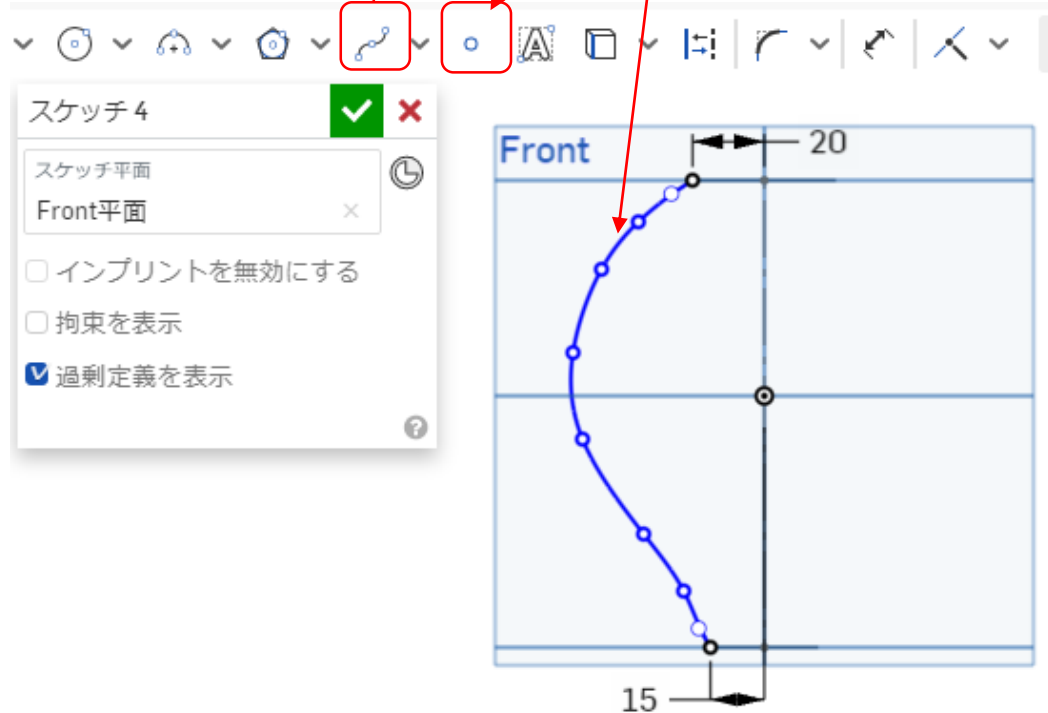 A
スケッチ 4
スケッチ平面
Front平面
インプリントを無効にする
拘束を表示
過剰定義を表示
Front
20
15